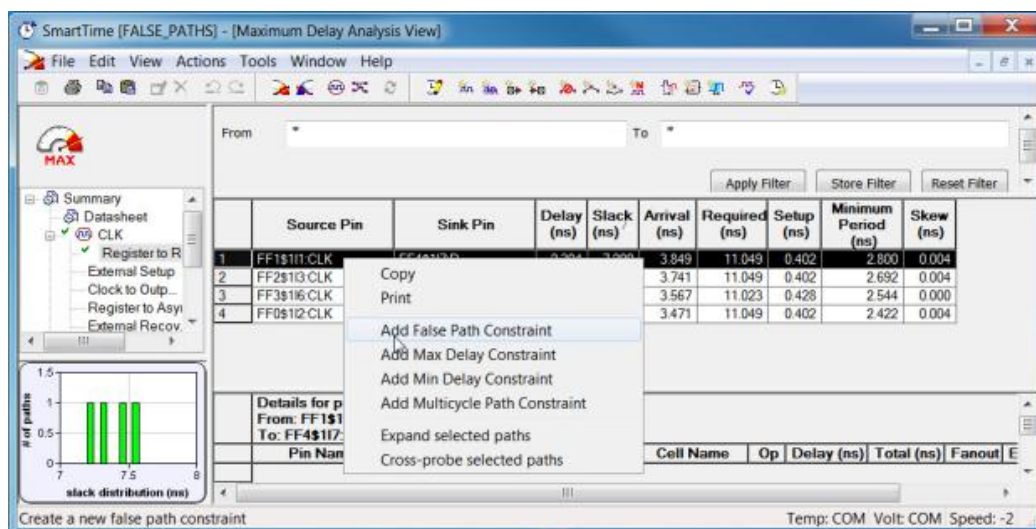 SmartTime [FALSE_PATHS] - [Maximum Delay Analysis View]
File Edit View Actions Tools Window Help
MAX
From * To *
Apply Filter Store Filter Reset Filter
Summary
Datasheet
CLK
Register to R
External Setup
Clock to Outp...
Register to Asyı
External Recov.
Source Pin Sink Pin Delay (ns) Slack (ns) Arrival (ns) Required (ns) Setup (ns) Minimum Period (ns) Skew (ns)
1 FF1$1I1:CLK 3.849 11.049 0.402 2.800 0.004
2 FF2$1I3:CLK 3.741 11.049 0.402 2.692 0.004
3 FF3$1I6:CLK 3.567 11.023 0.428 2.544 0.000
4 FF0$1I2:CLK 3.471 11.049 0.402 2.422 0.004
Copy
Print
Add False Path Constraint
Add Max Delay Constraint
Add Min Delay Constraint
Add Multicycle Path Constraint
Expand selected paths
Cross-probe selected paths
Details for p
From: FF1$1
To: FF4$1I7:
Pin Nam Cell Name Op Delay (ns) Total (ns) Fanout E
# of paths
1.5
1
0.5
0
7 7.5 8
slack distribution (ns)
Create a new false path constraint
Temp: COM Volt: COM Speed: -2